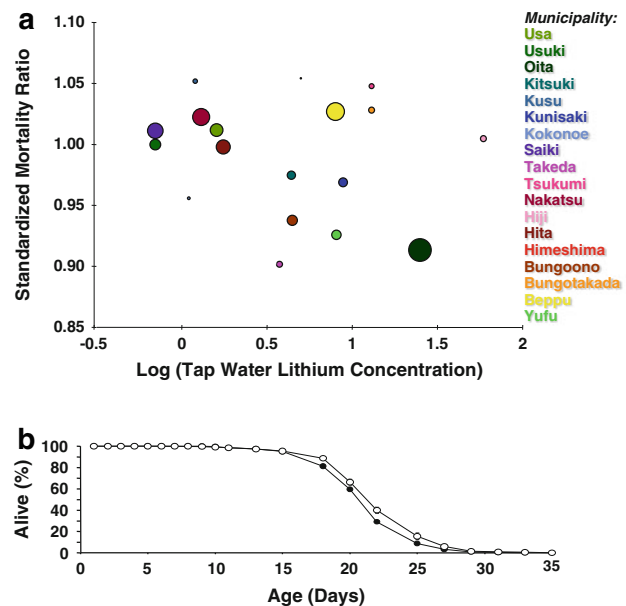 a
Standardized Mortality Ratio
1.10
1.05
1.00
0.95
0.90
0.85
-0.5
0
0.5
1
1.5
2
Log (Tap Water Lithium Concentration)
Municipality:
Usa
Usuki
Oita
Kitsuki
Kusu
Kunisaki
Kokonoe
Saiki
Takeda
Tsukumi
Nakatsu
Hiji
Hita
Himeshima
Bungoono
Bungotakada
Beppu
Yufu
b
Alive (%)
100
80
60
40
20
0
0
5
10
15
20
25
30
35
Age (Days)